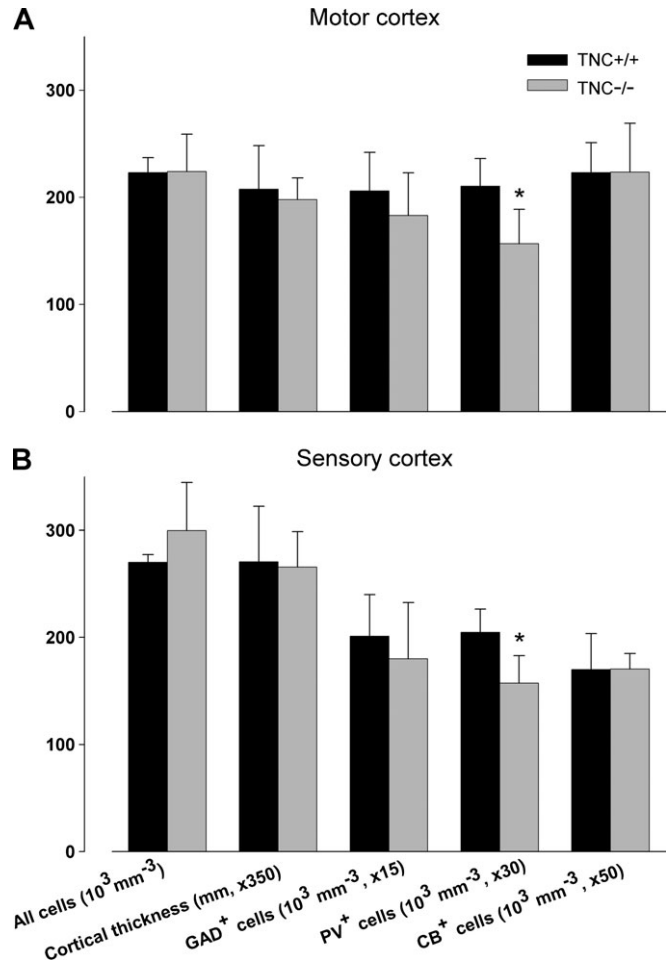 A
Motor cortex
TNC+/+
TNC−/−
300
200
100
0
*
B
Sensory cortex
300
200
100
0
*
All cells (10³ mm⁻³)
Cortical thickness (mm, x350)
GAD⁺ cells (10³ mm⁻³, x15)
PV⁺ cells (10³ mm⁻³, x30)
CB⁺ cells (10³ mm⁻³, x50)